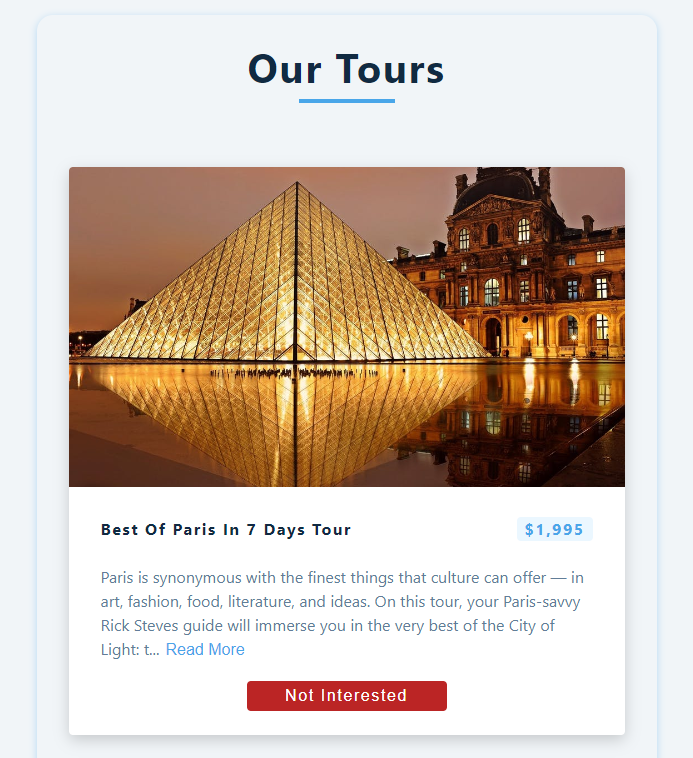 Our Tours
Best Of Paris In 7 Days Tour
$1,995
Paris is synonymous with the finest things that culture can offer — in
art, fashion, food, literature, and ideas. On this tour, your Paris-savvy
Rick Steves guide will immerse you in the very best of the City of
Light: t... Read More
Not Interested